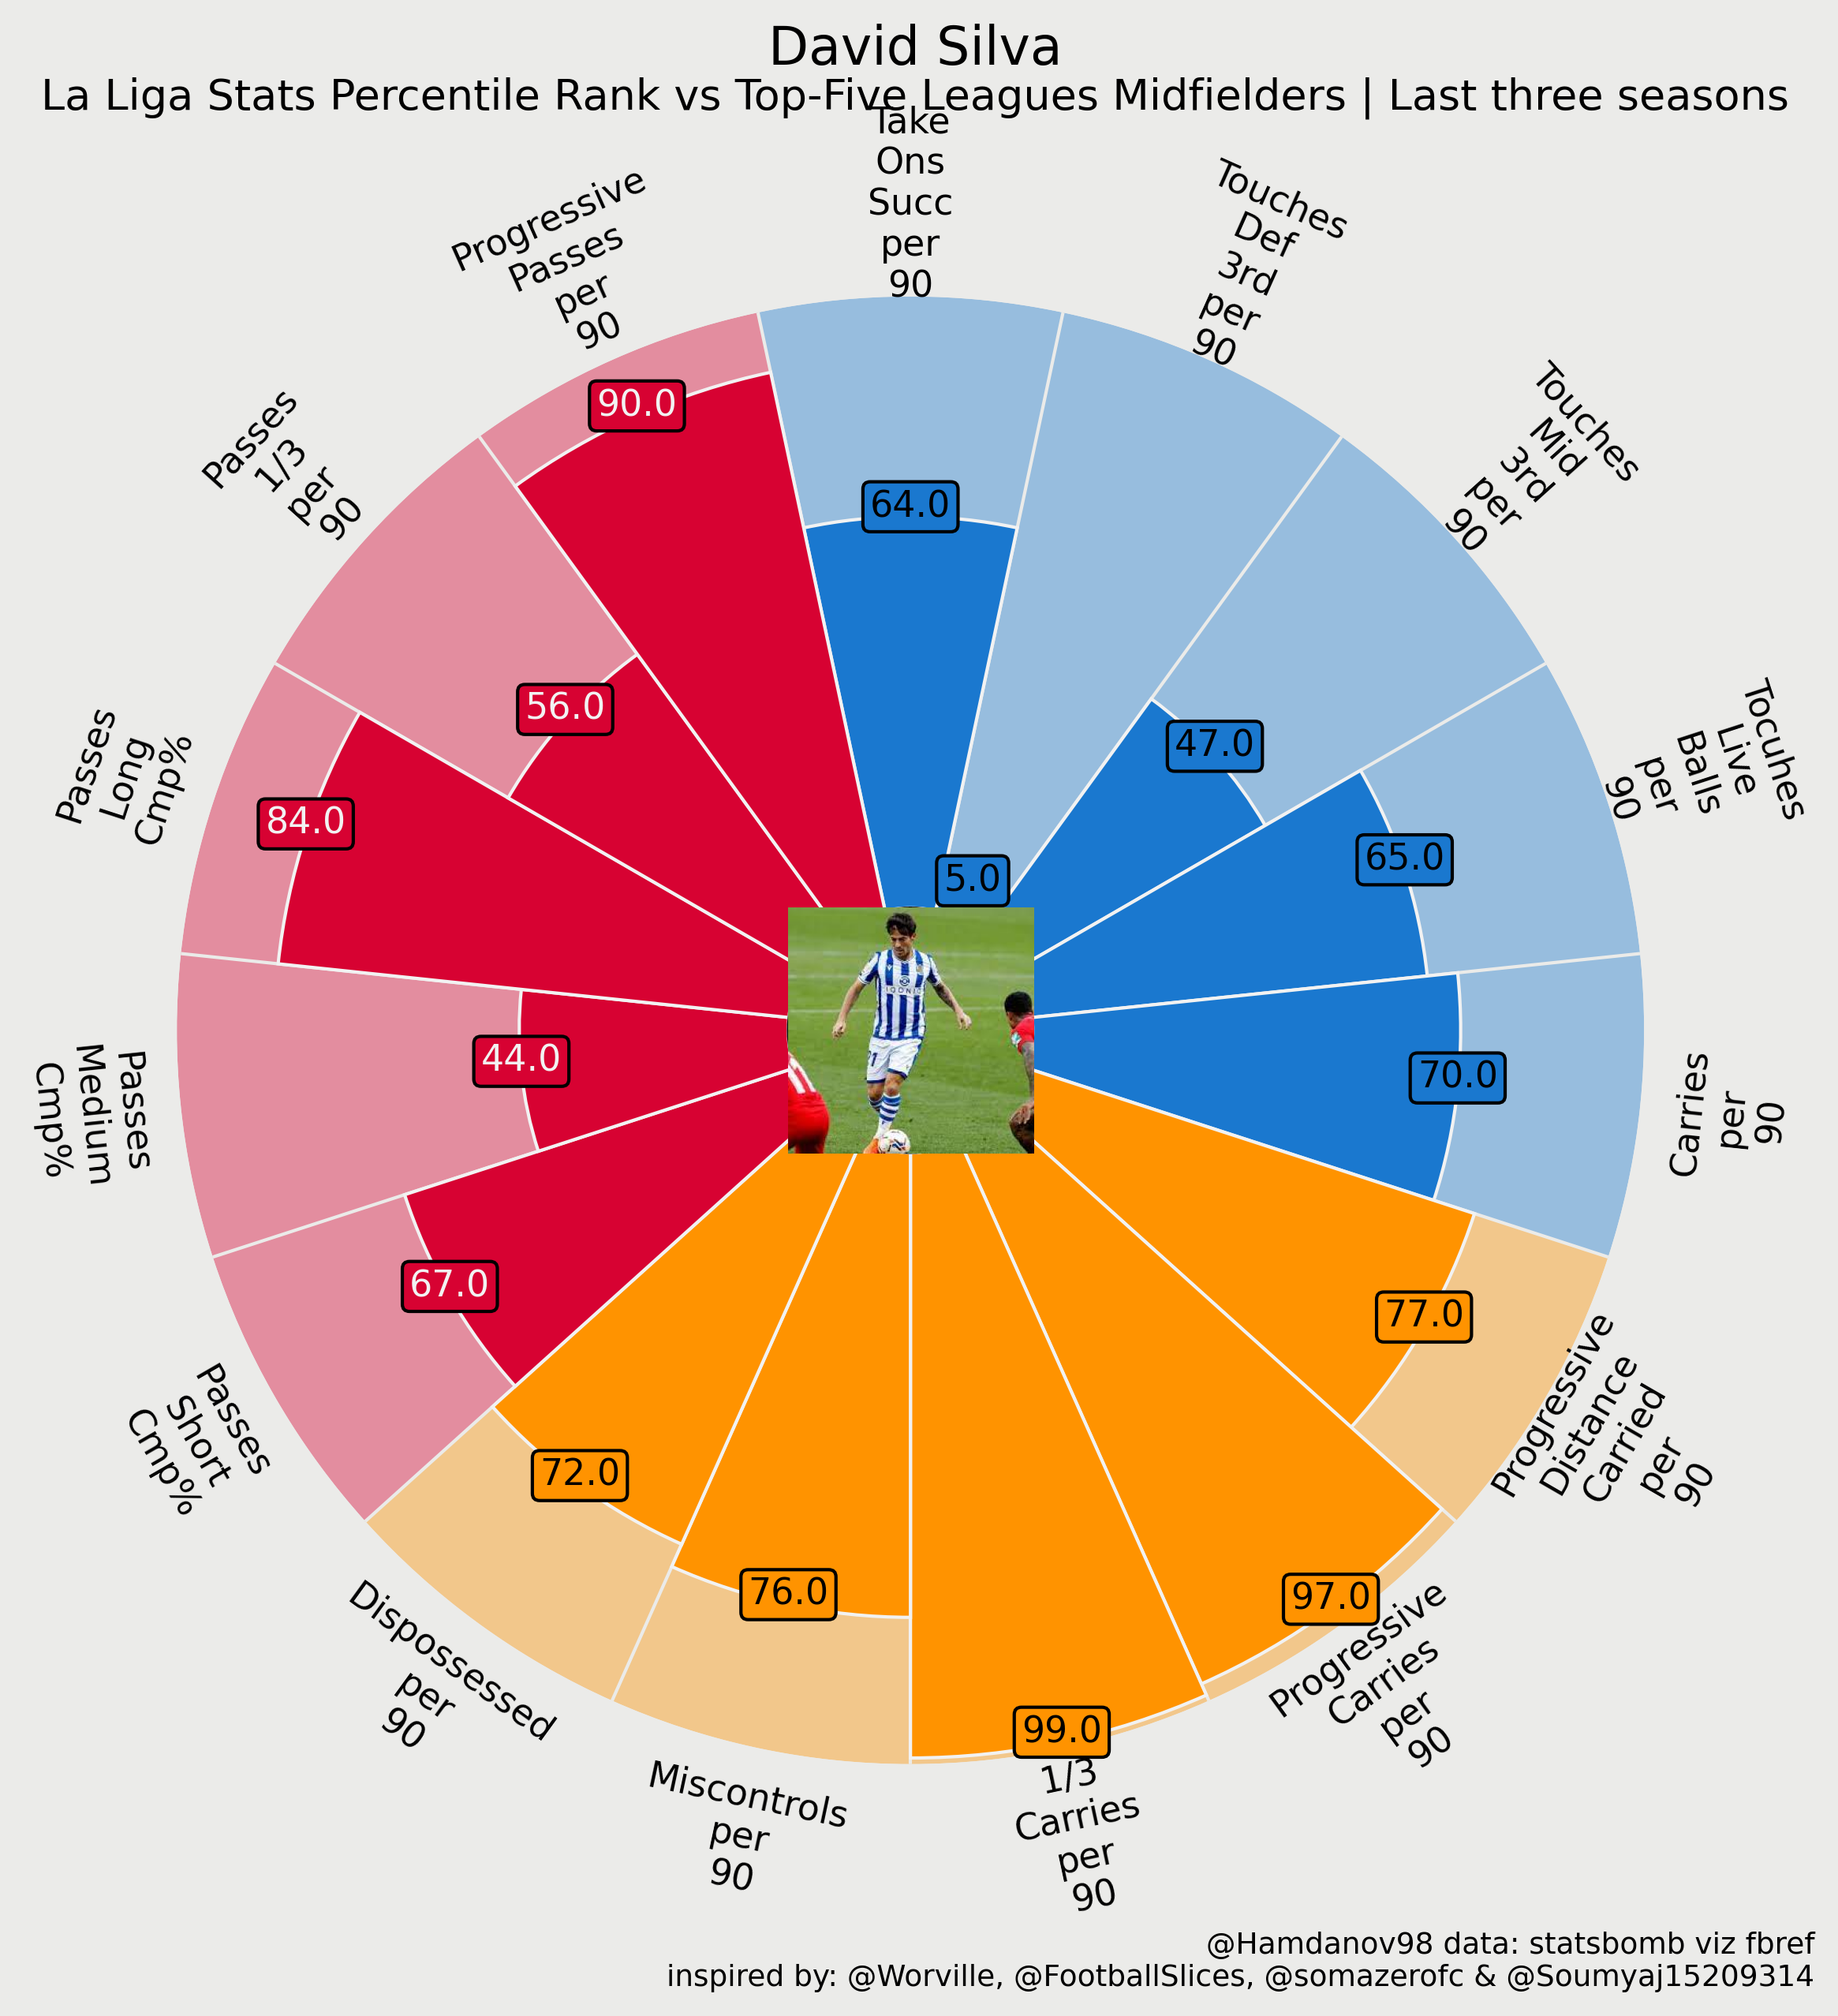 David Silva
La Liga Stats Percentile Rank vs Top-Five Leagues Midfielders | Last three seasons
Take
Ons
Succ
per
90
64.0
Touches
Def
3rd
per
90
5.0
Touches
Mid
3rd
per
90
47.0
Tocuhes
Live
Balls
per
90
65.0
Carries
per
90
70.0
Progressive
Distance
Carried
per
90
77.0
Progressive
Carries
per
90
97.0
1/3
Carries
per
90
99.0
Miscontrols
per
90
76.0
Dispossessed
per
90
72.0
Passes
Short
Cmp%
67.0
Passes
Medium
Cmp%
44.0
Passes
Long
Cmp%
84.0
Passes
1/3
per
90
56.0
Progressive
Passes
per
90
90.0
@Hamdanov98 data: statsbomb viz fbref
inspired by: @Worville, @FootballSlices, @somazerofc & @Soumyaj15209314